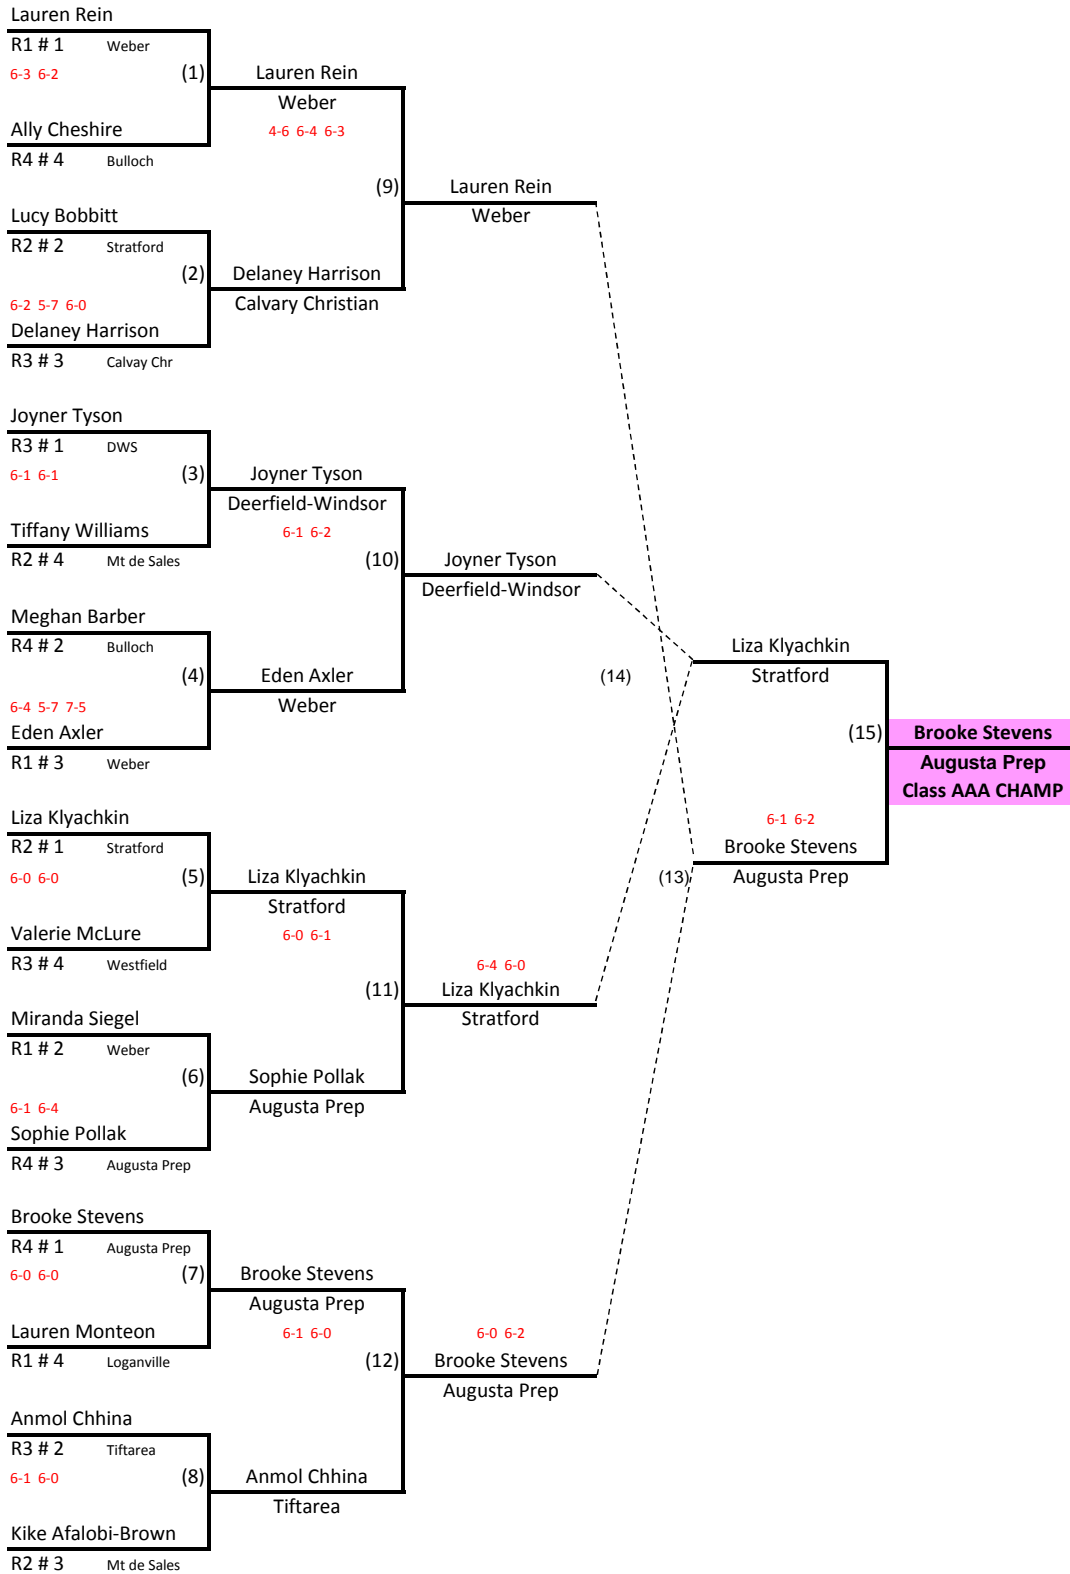 Lauren Rein
R1 # 1 Weber
6-3 6-2
(1)
Ally Cheshire
R4 # 4 Bulloch
Lucy Bobbitt
R2 # 2 Stratford
(2)
6-2 5-7 6-0
Delaney Harrison
R3 # 3 Calvay Chr
Joyner Tyson
R3 # 1 DWS
6-1 6-1
(3)
Tiffany Williams
R2 # 4 Mt de Sales
Meghan Barber
R4 # 2 Bulloch
(4)
6-4 5-7 7-5
Eden Axler
R1 # 3 Weber
Liza Klyachkin
R2 # 1 Stratford
6-0 6-0
(5)
Valerie McLure
R3 # 4 Westfield
Miranda Siegel
R1 # 2 Weber
(6)
6-1 6-4
Sophie Pollak
R4 # 3 Augusta Prep
Brooke Stevens
R4 # 1 Augusta Prep
6-0 6-0
(7)
Lauren Monteon
R1 # 4 Loganville
Anmol Chhina
R3 # 2 Tiftarea
6-1 6-0
(8)
Kike Afalobi-Brown
R2 # 3 Mt de Sales
Lauren Rein
Weber
4-6 6-4 6-3
(9)
Delaney Harrison
Calvary Christian
Joyner Tyson
Deerfield-Windsor
6-1 6-2
(10)
Eden Axler
Weber
Liza Klyachkin
Stratford
6-0 6-1
(11)
Sophie Pollak
Augusta Prep
Brooke Stevens
Augusta Prep
6-1 6-0
(12)
Anmol Chhina
Tiftarea
Lauren Rein
Weber
Joyner Tyson
Deerfield-Windsor
(14)
6-4 6-0
Liza Klyachkin
Stratford
6-0 6-2
Brooke Stevens
Augusta Prep
(13)
Liza Klyachkin
Stratford
(15)
6-1 6-2
Brooke Stevens
Augusta Prep
Brooke Stevens
Augusta Prep
Class AAA CHAMP